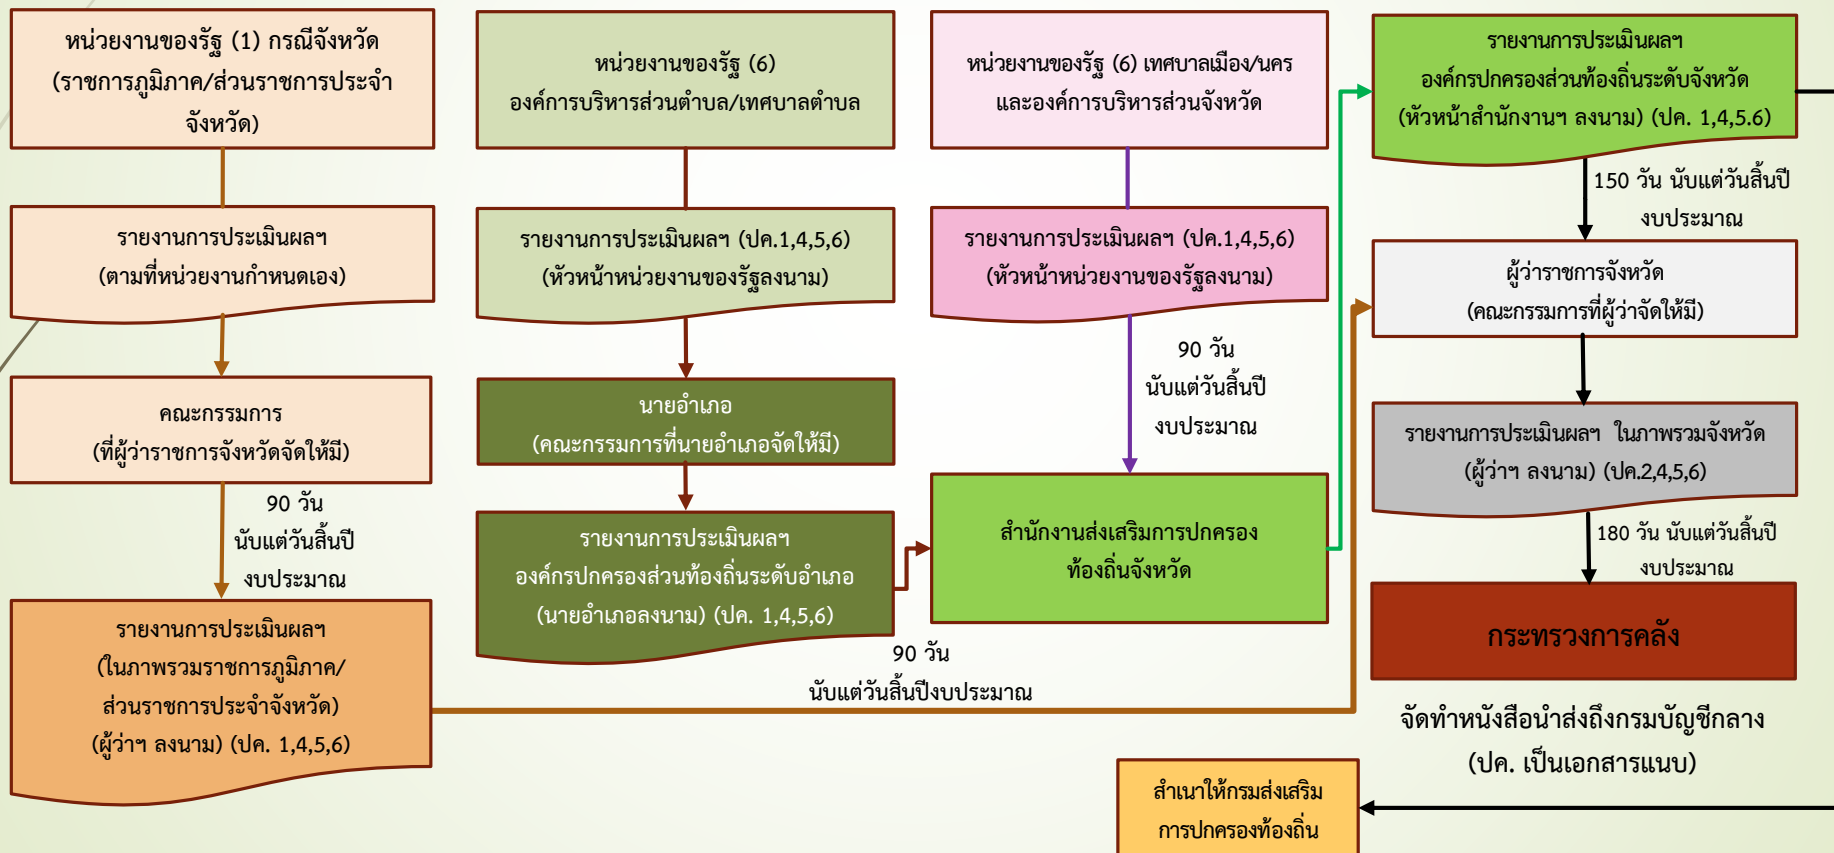 หน่วยงานของรัฐ (1) กรณีจังหวัด
(ราชการภูมิภาค/ส่วนราชการประจำ
จังหวัด)
รายงานการประเมินผลฯ
(ตามที่หน่วยงานกำหนดเอง)
คณะกรรมการ
(ที่ผู้ว่าราชการจังหวัดจัดให้มี)
90 วัน
นับแต่วันสิ้นปี
งบประมาณ
รายงานการประเมินผลฯ
(ในภาพรวมราชการภูมิภาค/
ส่วนราชการประจำจังหวัด)
(ผู้ว่าฯ ลงนาม) (ปค. 1,4,5,6)
หน่วยงานของรัฐ (6)
องค์การบริหารส่วนตำบล/เทศบาลตำบล
รายงานการประเมินผลฯ (ปค.1,4,5,6)
(หัวหน้าหน่วยงานของรัฐลงนาม)
นายอำเภอ
(คณะกรรมการที่นายอำเภอจัดให้มี)
รายงานการประเมินผลฯ
องค์กรปกครองส่วนท้องถิ่นระดับอำเภอ
(นายอำเภอลงนาม) (ปค. 1,4,5,6)
90 วัน
นับแต่วันสิ้นปีงบประมาณ
หน่วยงานของรัฐ (6) เทศบาลเมือง/นคร
และองค์การบริหารส่วนจังหวัด
รายงานการประเมินผลฯ (ปค.1,4,5,6)
(หัวหน้าหน่วยงานของรัฐลงนาม)
90 วัน
นับแต่วันสิ้นปี
งบประมาณ
สำนักงานส่งเสริมการปกครอง
ท้องถิ่นจังหวัด
รายงานการประเมินผลฯ
องค์กรปกครองส่วนท้องถิ่นระดับจังหวัด
(หัวหน้าสำนักงานฯ ลงนาม) (ปค. 1,4,5.6)
150 วัน นับแต่วันสิ้นปี
งบประมาณ
ผู้ว่าราชการจังหวัด
(คณะกรรมการที่ผู้ว่าจัดให้มี)
รายงานการประเมินผลฯ ในภาพรวมจังหวัด
(ผู้ว่าฯ ลงนาม) (ปค.2,4,5,6)
180 วัน นับแต่วันสิ้นปี
งบประมาณ
กระทรวงการคลัง
จัดทำหนังสือนำส่งถึงกรมบัญชีกลาง
(ปค. เป็นเอกสารแนบ)
สำเนาให้กรมส่งเสริม
การปกครองท้องถิ่น